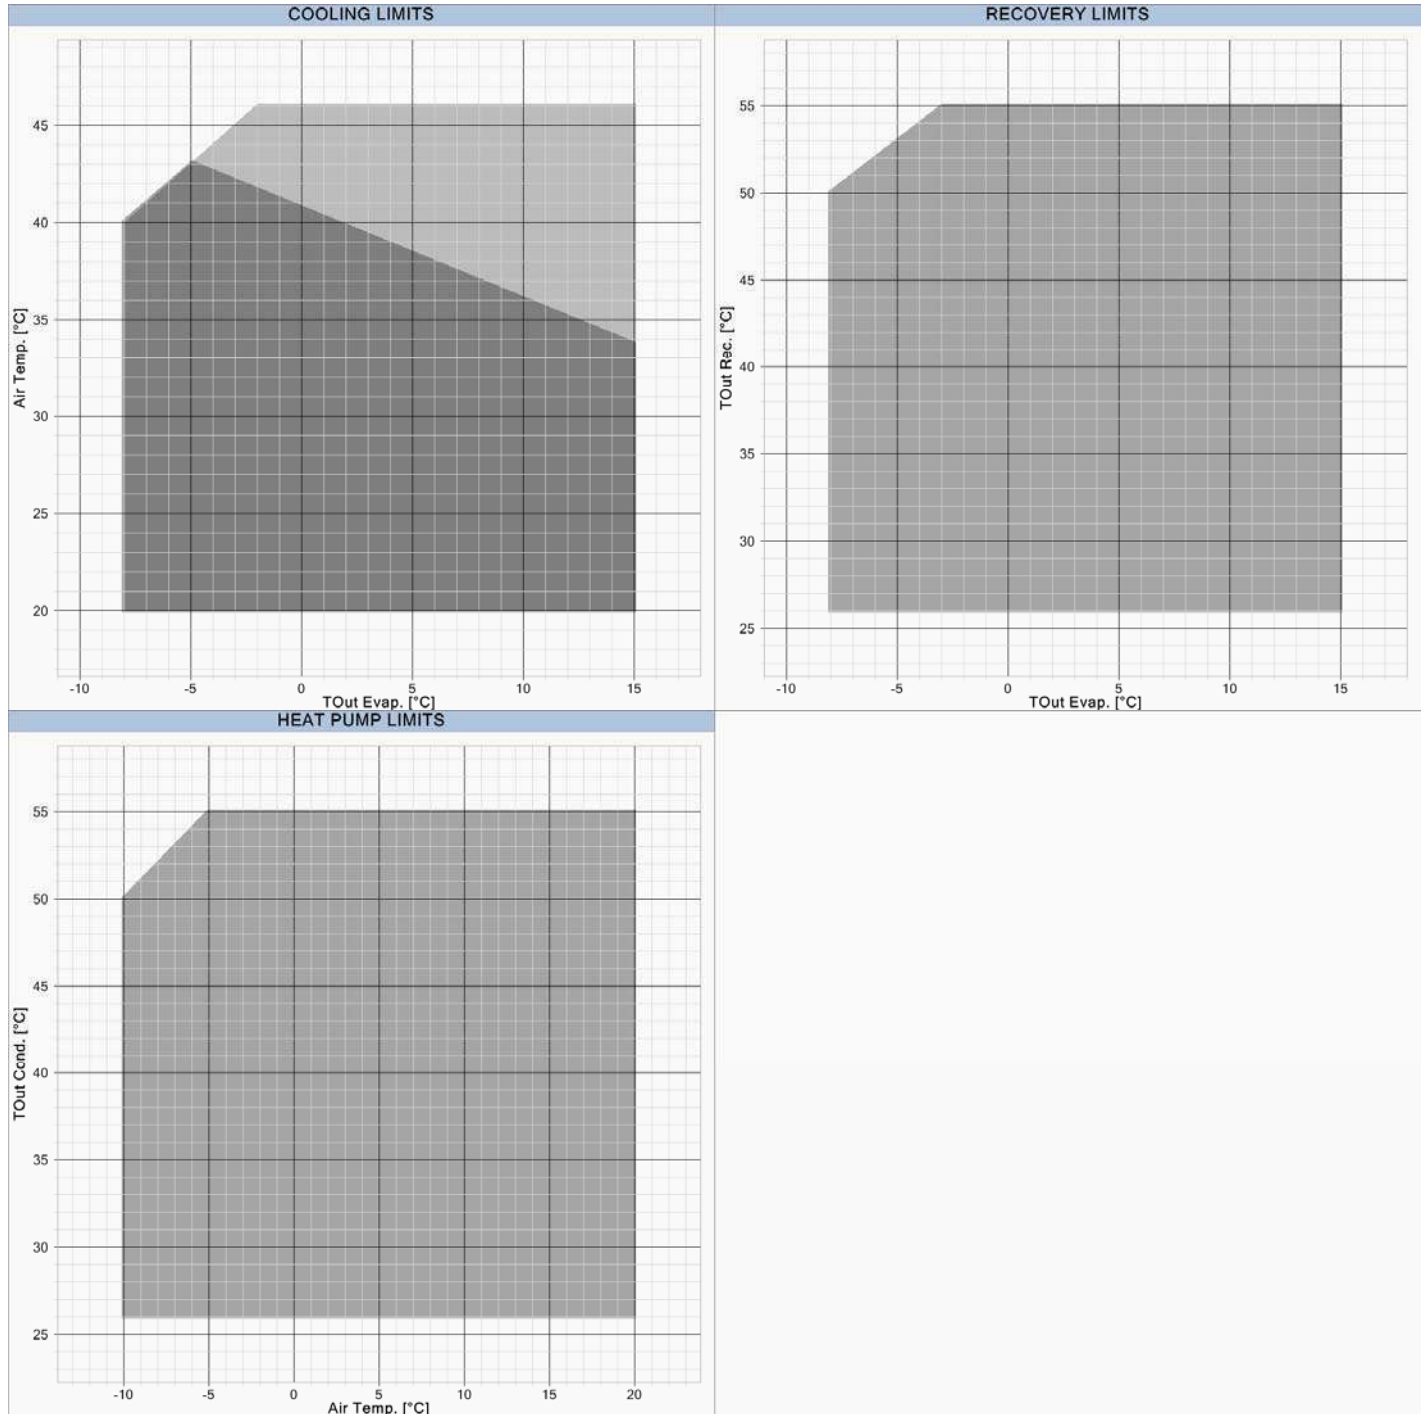 COOLING LIMITS
45
40
35
30
25
20
Air Temp. [°C]
-10 -5 0 5 10 15
TOut Evap. [°C]
RECOVERY LIMITS
55
50
45
40
35
30
25
TOut Rec. [°C]
-10 -5 0 5 10 15
TOut Evap. [°C]
HEAT PUMP LIMITS
55
50
45
40
35
30
25
TOut Cond. [°C]
-10 -5 0 5 10 15 20
Air Temp. [°C]